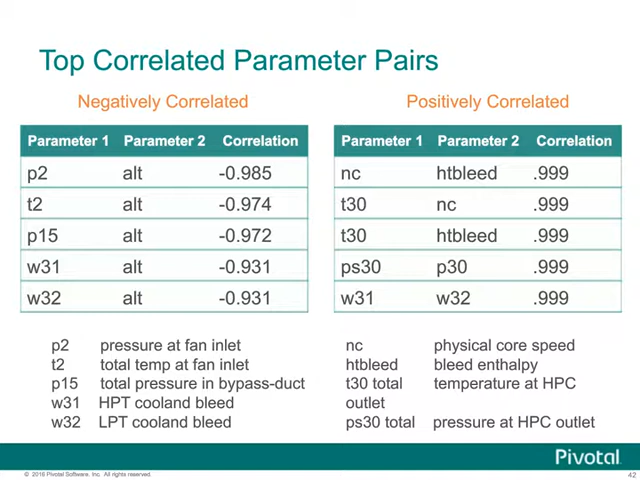 Top Correlated Parameter Pairs
Negatively Correlated
Parameter 1 Parameter 2 Correlation
p2 alt -0.985
t2 alt -0.974
p15 alt -0.972
w31 alt -0.931
w32 alt -0.931
p2 pressure at fan inlet
t2 total temp at fan inlet
p15 total pressure in bypass-duct
w31 HPT cooland bleed
w32 LPT cooland bleed
Positively Correlated
Parameter 1 Parameter 2 Correlation
nc htbleed .999
t30 nc .999
t30 htbleed .999
ps30 p30 .999
w31 w32 .999
nc physical core speed
htbleed bleed enthalpy
t30 total temperature at HPC
outlet
ps30 total pressure at HPC outlet
Pivotal
© 2016 Pivotal Software, Inc. All rights reserved.
42